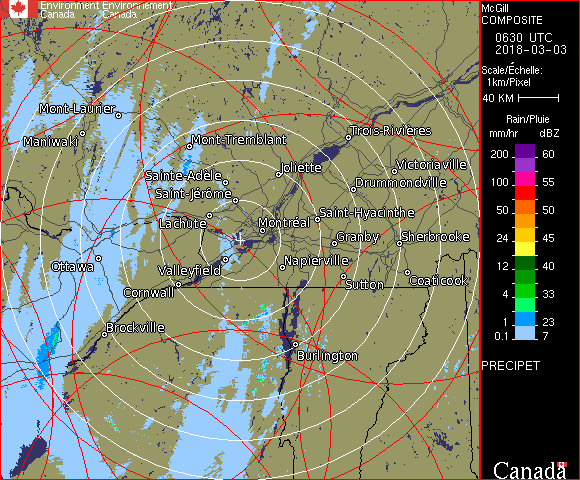 Environment Environnement
Canada Canada
McGill
COMPOSITE
0630 UTC
2018-03-03
Scale/Échelle:
1km/Pixel
40 KM
Rain/Pluie
mm/hr dBZ
200 60
100 55
50 50
24 45
12 40
4 33
1 23
0.1 7
PRECIPET
Canada
Mont-Laurier
Maniwaki
Mont-Tremblant
Trois-Rivières
Joliette
Victoriaville
Sainte-Adèle
Drummondville
Saint-Jérôme
Saint-Hyacinthe
Lachute
Montréal
Granby
Sherbrooke
Ottawa
Valleyfield
Napierville
Cornwall
Sutton
Coaticook
Brockville
Burlington